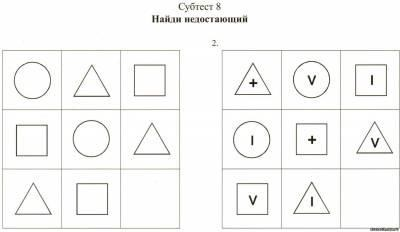 Субтест 8
Найди недостающий
2.
+ V I
I + V
V I